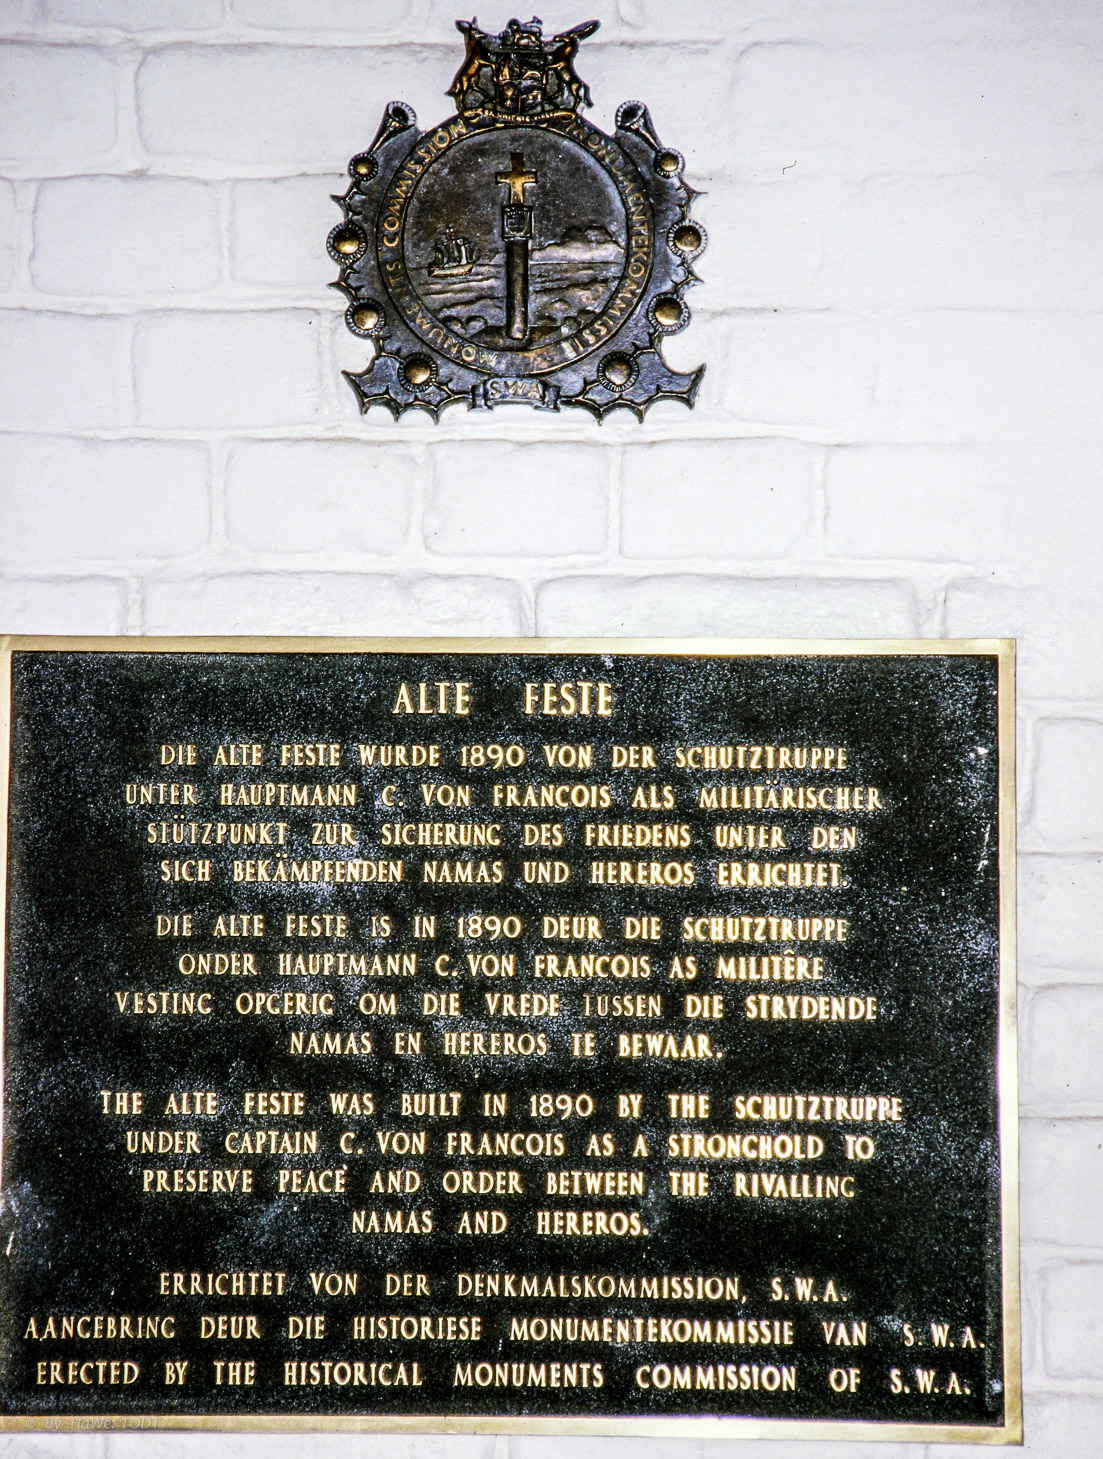 MONUMENTS COMMISSION
MONUMENTEKOMMISSIE
SWA
ALTE FESTE
DIE ALTE FESTE WURDE 1890 VON DER SCHUTZTRUPPE
UNTER HAUPTMANN C. VON FRANCOIS ALS MILITÄRISCHER
STÜTZPUNKT ZUR SICHERUNG DES FRIEDENS UNTER DEN
SICH BEKÄMPFENDEN NAMAS UND HEREROS ERRICHTET.
DIE ALTE FESTE IS IN 1890 DEUR DIE SCHUTZTRUPPE
ONDER HAUPTMANN C. VON FRANCOIS AS MILITÊRE
VESTING OPGERIG OM DIE VREDE TUSSEN DIE STRYDENDE
NAMAS EN HEREROS TE BEWAAR.
THE ALTE FESTE WAS BUILT IN 1890 BY THE SCHUTZTRUPPE
UNDER CAPTAIN C. VON FRANCOIS AS A STRONGHOLD TO
PRESERVE PEACE AND ORDER BETWEEN THE RIVALLING
NAMAS AND HEREROS.
ERRICHTET VON DER DENKMALSKOMMISSION, S.W.A.
AANGEBRING DEUR DIE HISTORIESE MONUMENTEKOMMISSIE VAN S.W.A.
ERECTED BY THE HISTORICAL MONUMENTS COMMISSION OF S.W.A.
© by HaWe TODT